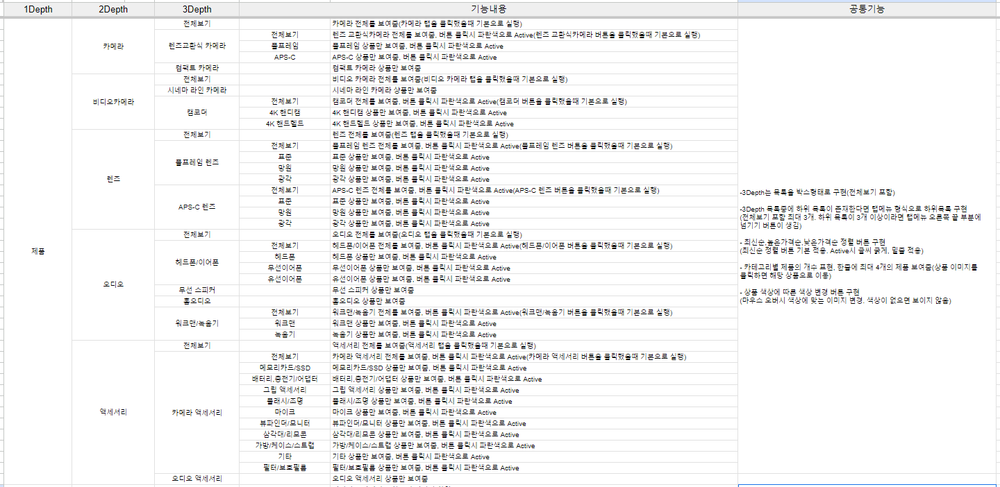 1Depth 2Depth 3Depth 기능내용 공통기능
전체보기 카메라 전체를 보여줌(카메라 탭을 클릭했을때 기본으로 실행)
전체보기 렌즈 교환식카메라 전체를 보여줌, 버튼 클릭시 파란색으로 Active(렌즈 교환식카메라 버튼을 클릭했을때 기본으로 실행)
카메라 렌즈교환식 카메라 풀프레임 풀프레임 상품만 보여줌, 버튼 클릭시 파란색으로 Active
APS-C APS-C 상품만 보여줌, 버튼 클릭시 파란색으로 Active
컴팩트 카메라 컴팩트 카메라 상품만 보여줌
전체보기 비디오 카메라 전체를 보여줌(비디오 카메라 탭을 클릭했을때 기본으로 실행)
시네마 라인 카메라 시네마 라인 카메라 상품만 보여줌
비디오카메라 전체보기 캠코더 전체를 보여줌, 버튼 클릭시 파란색으로 Active(캠코더 버튼을 클릭했을때 기본으로 실행)
캠코더 4K 핸디캠 4K 핸디캠 상품만 보여줌, 버튼 클릭시 파란색으로 Active
4K 핸드헬드 4K 핸드헬드 상품만 보여줌, 버튼 클릭시 파란색으로 Active
전체보기 렌즈 전체를 보여줌(렌즈 탭을 클릭했을때 기본으로 실행)
전체보기 풀프레임 렌즈 전체를 보여줌, 버튼 클릭시 파란색으로 Active(풀프레임 렌즈 버튼을 클릭했을때 기본으로 실행)
풀프레임 렌즈 표준 표준 상품만 보여줌, 버튼 클릭시 파란색으로 Active
망원 망원 상품만 보여줌, 버튼 클릭시 파란색으로 Active
렌즈 광각 광각 상품만 보여줌, 버튼 클릭시 파란색으로 Active
전체보기 APS-C 렌즈 전체를 보여줌, 버튼 클릭시 파란색으로 Active(APS-C 렌즈 버튼을 클릭했을때 기본으로 실행)
APS-C 렌즈 표준 표준 상품만 보여줌, 버튼 클릭시 파란색으로 Active
망원 망원 상품만 보여줌, 버튼 클릭시 파란색으로 Active
광각 광각 상품만 보여줌, 버튼 클릭시 파란색으로 Active
전체보기 오디오 전체를 보여줌(오디오 탭을 클릭했을때 기본으로 실행)
전체보기 헤드폰/이어폰 전체를 보여줌, 버튼 클릭시 파란색으로 Active(헤드폰/이어폰 버튼을 클릭했을때 기본으로 실행)
제품 헤드폰/이어폰 헤드폰 헤드폰 상품만 보여줌, 버튼 클릭시 파란색으로 Active
무선이어폰 무선이어폰 상품만 보여줌, 버튼 클릭시 파란색으로 Active
유선이어폰 유선이어폰 상품만 보여줌, 버튼 클릭시 파란색으로 Active
오디오 무선 스피커 무선 스피커 상품만 보여줌
홈오디오 홈오디오 상품만 보여줌
전체보기 워크맨/녹음기 전체를 보여줌, 버튼 클릭시 파란색으로 Active(워크맨/녹음기 버튼을 클릭했을때 기본으로 실행)
워크맨/녹음기 워크맨 워크맨 상품만 보여줌, 버튼 클릭시 파란색으로 Active
녹음기 녹음기 상품만 보여줌, 버튼 클릭시 파란색으로 Active
전체보기 액세서리 전체를 보여줌(액세서리 탭을 클릭했을때 기본으로 실행)
전체보기 카메라 액세서리 전체를 보여줌, 버튼 클릭시 파란색으로 Active(카메라 액세서리 버튼을 클릭했을때 기본으로 실행)
메모리카드/SSD 메모리카드/SSD 상품만 보여줌, 버튼 클릭시 파란색으로 Active
배터리,충전기/어댑터 배터리,충전기/어댑터 상품만 보여줌, 버튼 클릭시 파란색으로 Active
그립 액세서리 그립 액세서리 상품만 보여줌, 버튼 클릭시 파란색으로 Active
플래시/조명 플래시/조명 상품만 보여줌, 버튼 클릭시 파란색으로 Active
액세서리 카메라 액세서리 마이크 마이크 상품만 보여줌, 버튼 클릭시 파란색으로 Active
뷰파인더/모니터 뷰파인더/모니터 상품만 보여줌, 버튼 클릭시 파란색으로 Active
삼각대/리모콘 삼각대/리모콘 상품만 보여줌, 버튼 클릭시 파란색으로 Active
가방/케이스/스트랩 가방/케이스/스트랩 상품만 보여줌, 버튼 클릭시 파란색으로 Active
기타 기타 상품만 보여줌, 버튼 클릭시 파란색으로 Active
필터/보호필름 필터/보호필름 상품만 보여줌, 버튼 클릭시 파란색으로 Active
오디오 액세서리 오디오 액세서리 상품만 보여줌
-3Depth는 목록을 박스형태로 구현(전체보기 포함)
-3Depth 목록중에 하위 목록이 존재한다면 탭메뉴 형식으로 하위목록 구현
(전체보기 포함 최대 3개. 하위 목록이 3개 이상이라면 탭메뉴 오른쪽 끝 부분에
넘기기 버튼이 생김)
- 최신순,높은가격순,낮은가격순 정렬 버튼 구현
(최신순 정렬 버튼 기본 적용. Active시 글씨 굵게, 밑줄 적용)
- 카테고리별 제품의 개수 표현, 한줄에 최대 4개의 제품 보여줌(상품 이미지를
클릭하면 해당 상품으로 이동)
- 상품 색상에 따른 색상 변경 버튼 구현
(마우스 오버시 색상에 맞는 이미지 변경. 색상이 없으면 보이지 않음)